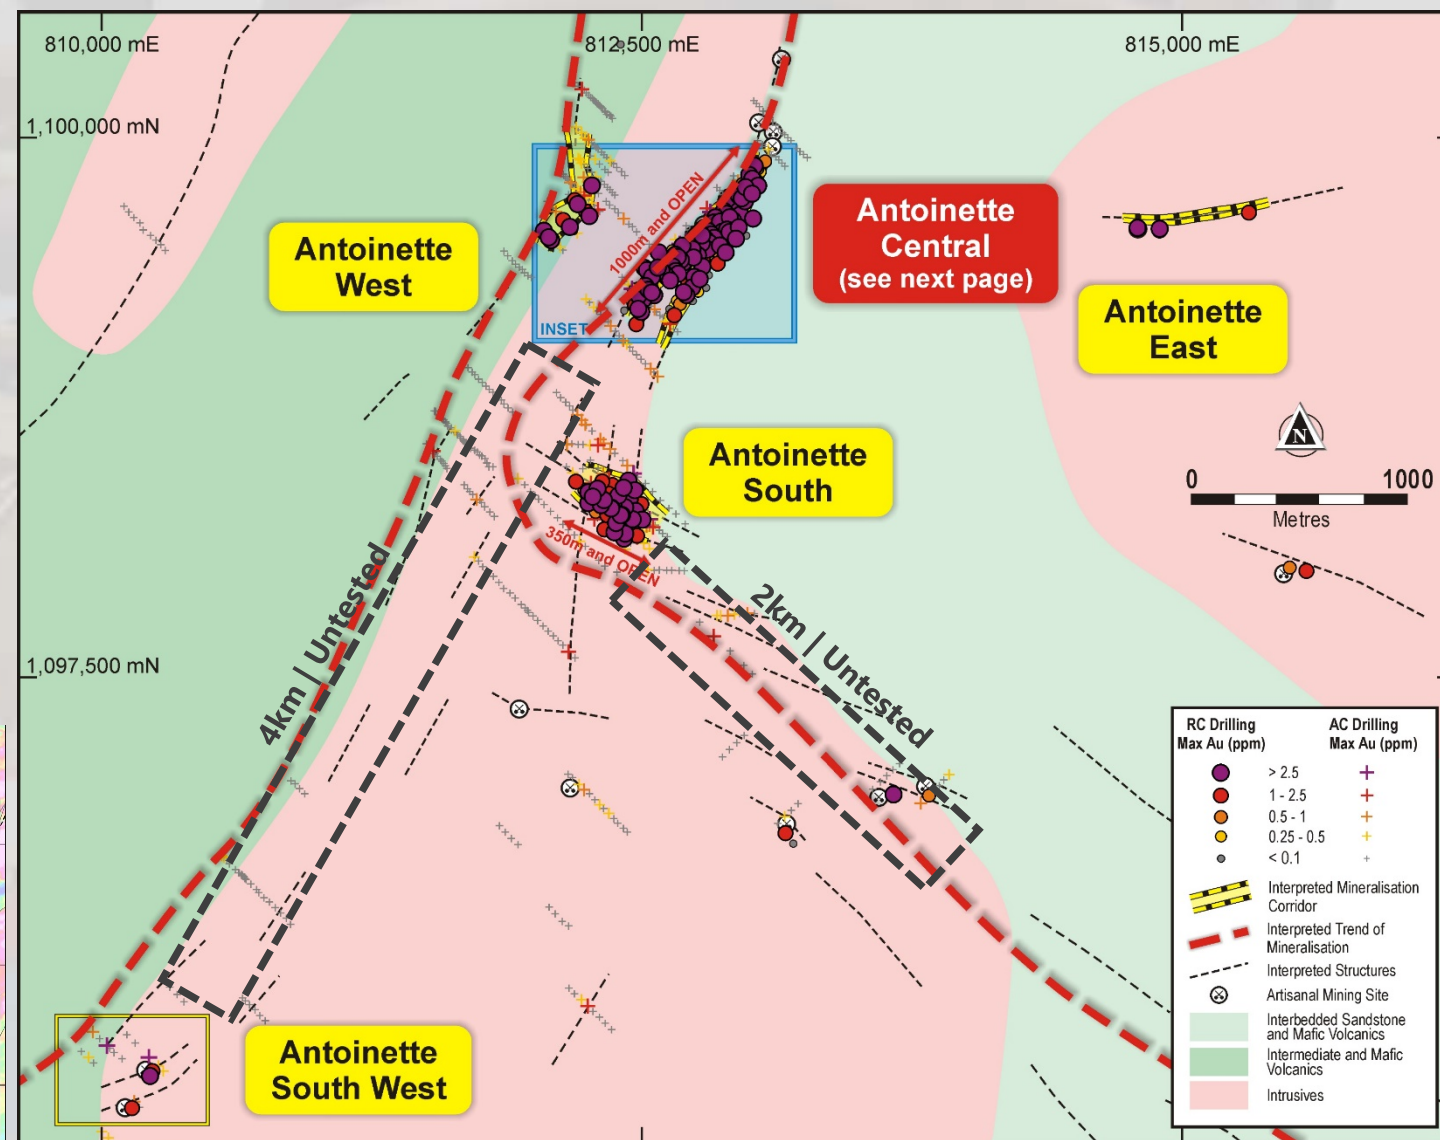 810,000 mE
812,500 mE
815,000 mE
1,100,000 mN
1000m and OPEN
Antoinette
West
Antoinette
Central
(see next page)
INSET
Antoinette
East
Antoinette
South
N
0 1000
Metres
350m and OPEN
4km | Untested
2km | Untested
1,097,500 mN
RC Drilling AC Drilling
Max Au (ppm) Max Au (ppm)
> 2.5
1 - 2.5
0.5 - 1
0.25 - 0.5
< 0.1
Interpreted Mineralisation
Corridor
Interpreted Trend of
Mineralisation
Interpreted Structures
Artisanal Mining Site
Interbedded Sandstone
and Mafic Volcanics
Intermediate and Mafic
Volcanics
Intrusives
Antoinette
South West